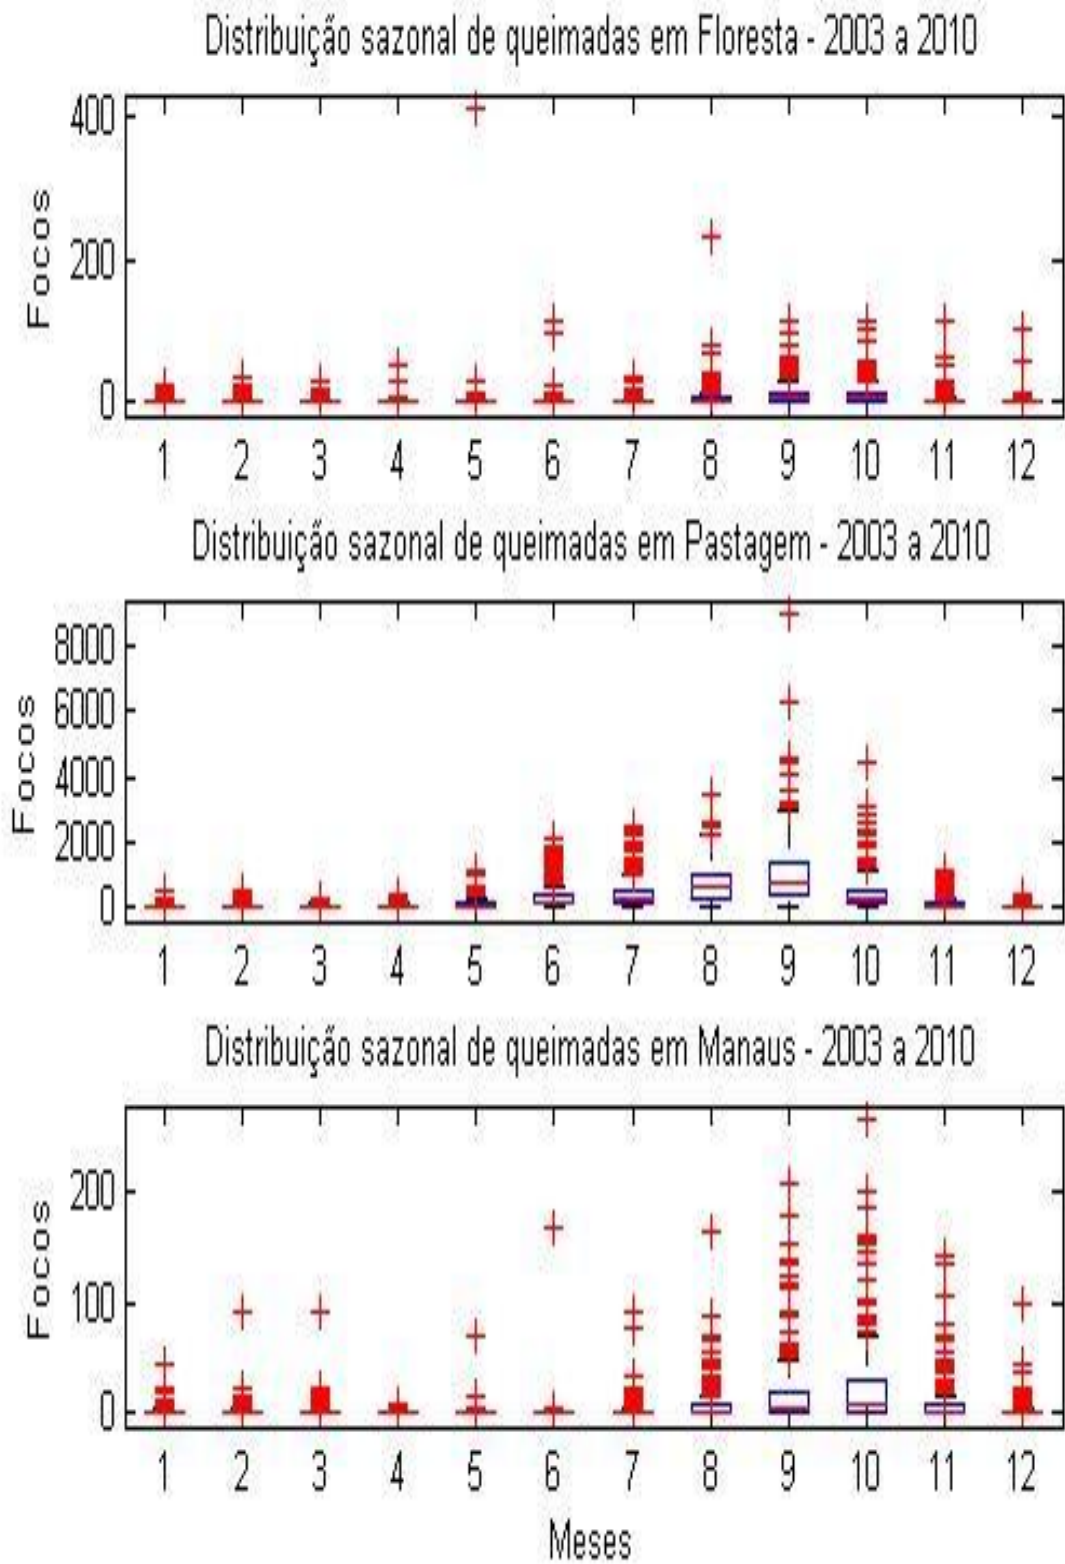 Distribuição sazonal de queimadas em Floresta - 2003 a 2010
Focos
400
200
0
1 2 3 4 5 6 7 8 9 10 11 12
Distribuição sazonal de queimadas em Pastagem - 2003 a 2010
Focos
8000
6000
4000
2000
0
1 2 3 4 5 6 7 8 9 10 11 12
Distribuição sazonal de queimadas em Manaus - 2003 a 2010
Focos
200
100
0
1 2 3 4 5 6 7 8 9 10 11 12
Meses